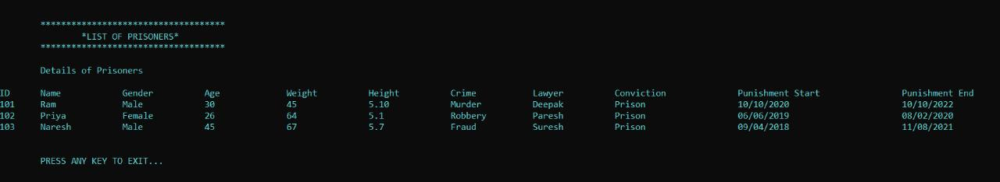 ************************************
*LIST OF PRISONERS*
************************************
Details of Prisoners
ID Name Gender Age Weight Height Crime Lawyer Conviction Punishment Start Punishment End
101 Ram Male 30 45 5.10 Murder Deepak Prison 10/10/2020 10/10/2022
102 Priya Female 26 64 5.1 Robbery Paresh Prison 06/06/2019 08/02/2020
103 Naresh Male 45 67 5.7 Fraud Suresh Prison 09/04/2018 11/08/2021
PRESS ANY KEY TO EXIT...